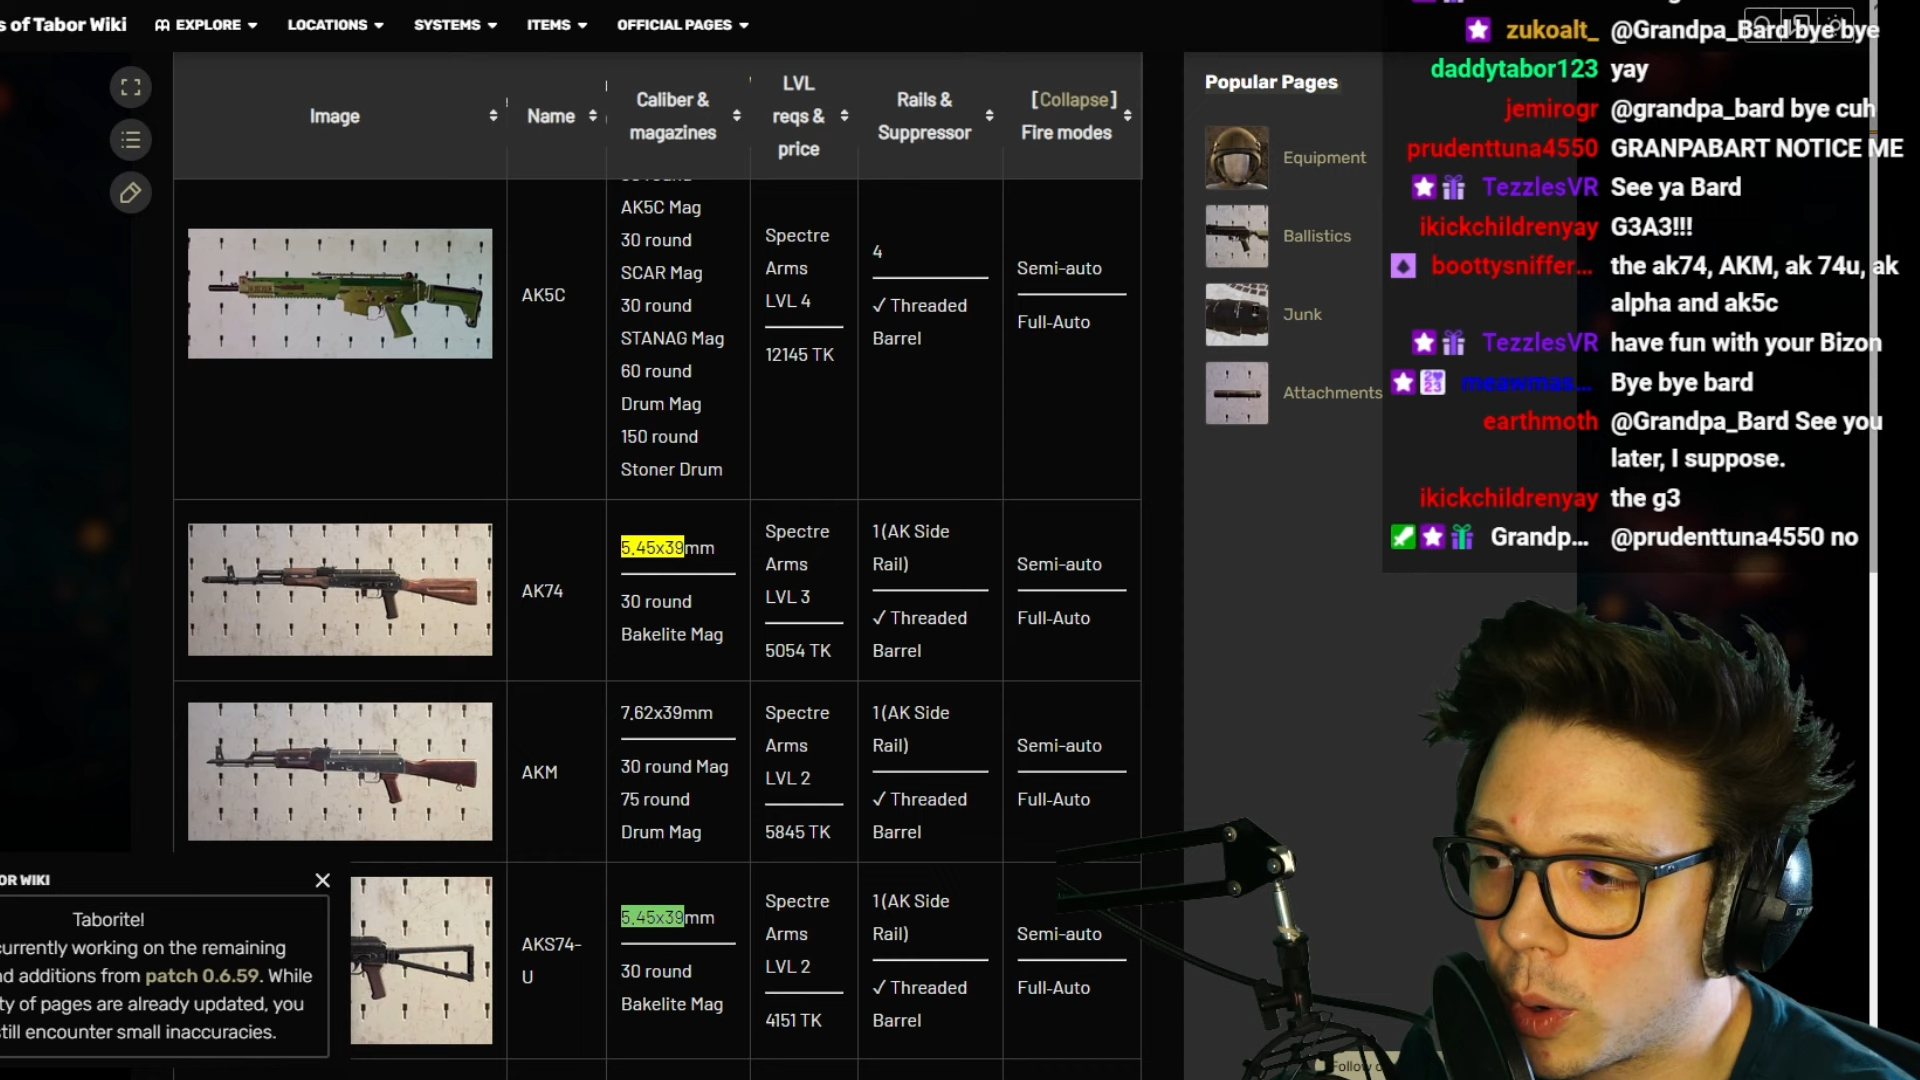 s of Tabor Wiki
EXPLORE
LOCATIONS
SYSTEMS
ITEMS
OFFICIAL PAGES
Image
Name
Caliber &
magazines
LVL
reqs &
price
Rails &
Suppressor
[Collapse]
Fire modes
AK5C
AK5C Mag
30 round
SCAR Mag
30 round
STANAG Mag
60 round
Drum Mag
150 round
Stoner Drum
Spectre
Arms
LVL 4
12145 TK
4
✓ Threaded
Barrel
Semi-auto
Full-Auto
AK74
5.45x39mm
30 round
Bakelite Mag
Spectre
Arms
LVL 3
5054 TK
1(AK Side
Rail)
✓ Threaded
Barrel
Semi-auto
Full-Auto
AKM
7.62x39mm
30 round Mag
75 round
Drum Mag
Spectre
Arms
LVL 2
5845 TK
1(AK Side
Rail)
✓ Threaded
Barrel
Semi-auto
Full-Auto
AKS74-
U
5.45x39mm
30 round
Bakelite Mag
Spectre
Arms
LVL 2
4151 TK
1(AK Side
Rail)
✓ Threaded
Barrel
Semi-auto
Full-Auto
OR WIKI
Taborite!
currently working on the remaining
nd additions from patch 0.6.59. While
ty of pages are already updated, you
still encounter small inaccuracies.
Popular Pages
Equipment
Ballistics
Junk
Attachments
zukoalt_ @Grandpa_Bard bye bye
daddytabor123 yay
jemirogr @grandpa_bard bye cuh
prudenttuna4550 GRANPABART NOTICE ME
TezzlesVR See ya Bard
ikickchildrenyay G3A3!!!
boottysniffer... the ak74, AKM, ak 74u, ak
alpha and ak5c
TezzlesVR have fun with your Bizon
meawmas... Bye bye bard
earthmoth @Grandpa_Bard See you
later, I suppose.
ikickchildrenyay the g3
Grandp... @prudenttuna4550 no
Follow